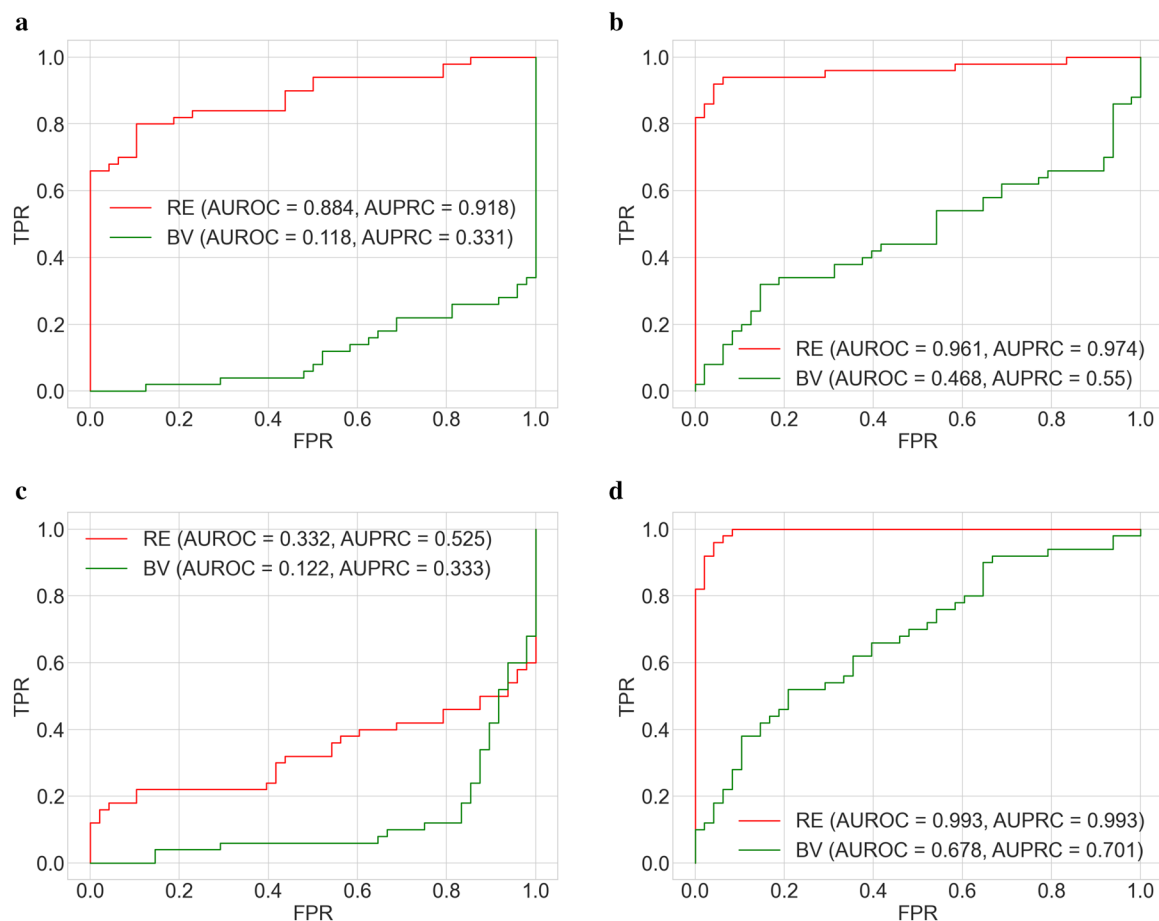 a
1.0
0.8
0.6
0.4
0.2
0.0
TPR
RE (AUROC = 0.884, AUPRC = 0.918)
BV (AUROC = 0.118, AUPRC = 0.331)
0.0 0.2 0.4 0.6 0.8 1.0
FPR
b
1.0
0.8
0.6
0.4
0.2
0.0
TPR
RE (AUROC = 0.961, AUPRC = 0.974)
BV (AUROC = 0.468, AUPRC = 0.55)
0.0 0.2 0.4 0.6 0.8 1.0
FPR
c
1.0
0.8
0.6
0.4
0.2
0.0
TPR
RE (AUROC = 0.332, AUPRC = 0.525)
BV (AUROC = 0.122, AUPRC = 0.333)
0.0 0.2 0.4 0.6 0.8 1.0
FPR
d
1.0
0.8
0.6
0.4
0.2
0.0
TPR
RE (AUROC = 0.993, AUPRC = 0.993)
BV (AUROC = 0.678, AUPRC = 0.701)
0.0 0.2 0.4 0.6 0.8 1.0
FPR